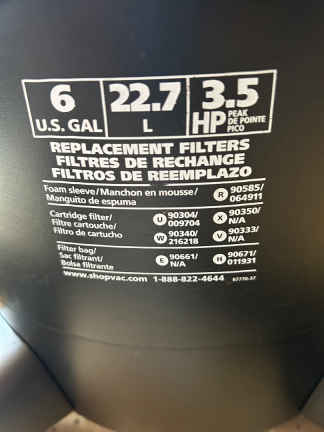 6 22.7 3.5
U.S. GAL L HP PEAK DE POINTE PICO
REPLACEMENT FILTERS
FILTRES DE RECHANGE
FILTROS DE REEMPLAZO
Foam sleeve/Manchon en mousse/ R 90585/
Manguito de espuma 064911
Cartridge filter/ U 90304/ X 90350/
Filtre cartouche/ 009704 N/A
Filtro de cartucho W 90340/ V 90333/
216218 N/A
Filter bag/
Sac filtrant/ E 90661/ H 90671/
Bolse filtrante N/A 011931
www.shopvac.com 1-888-822-4644 87770-37